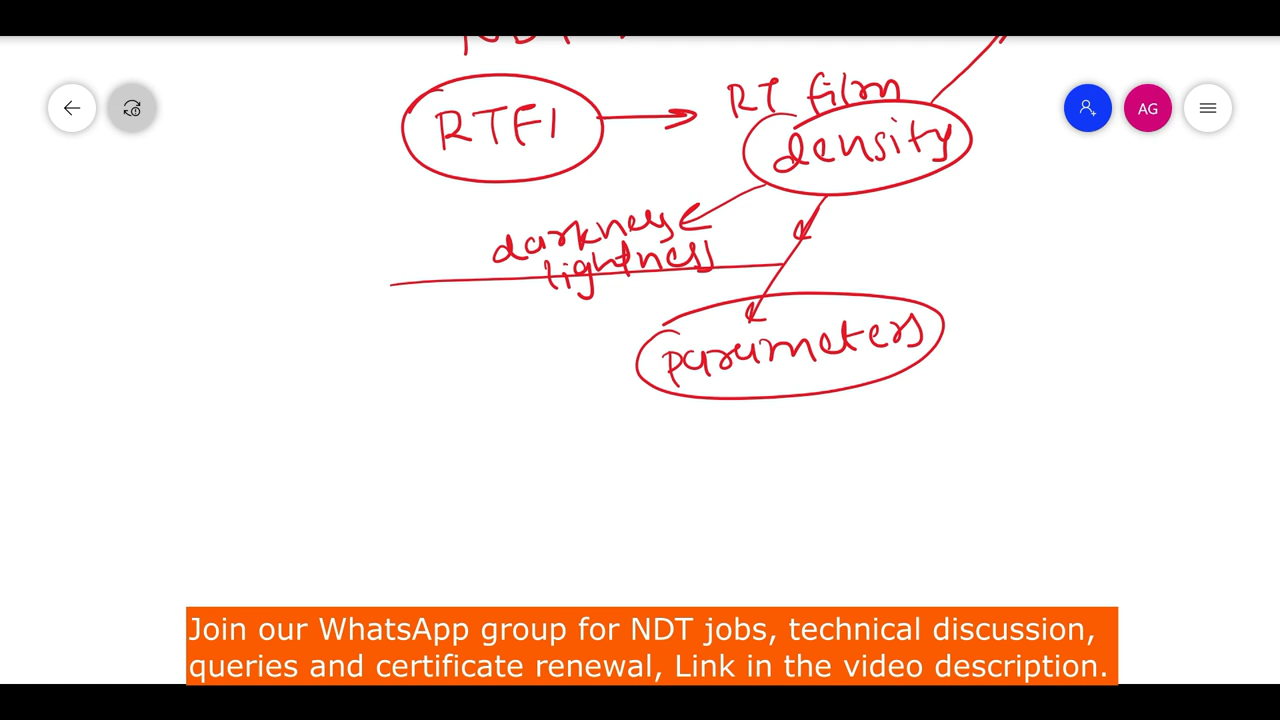 RT film
RTFI
density
darkness
lightness
parameters
AG
Join our WhatsApp group for NDT jobs, technical discussion,
queries and certificate renewal, Link in the video description.